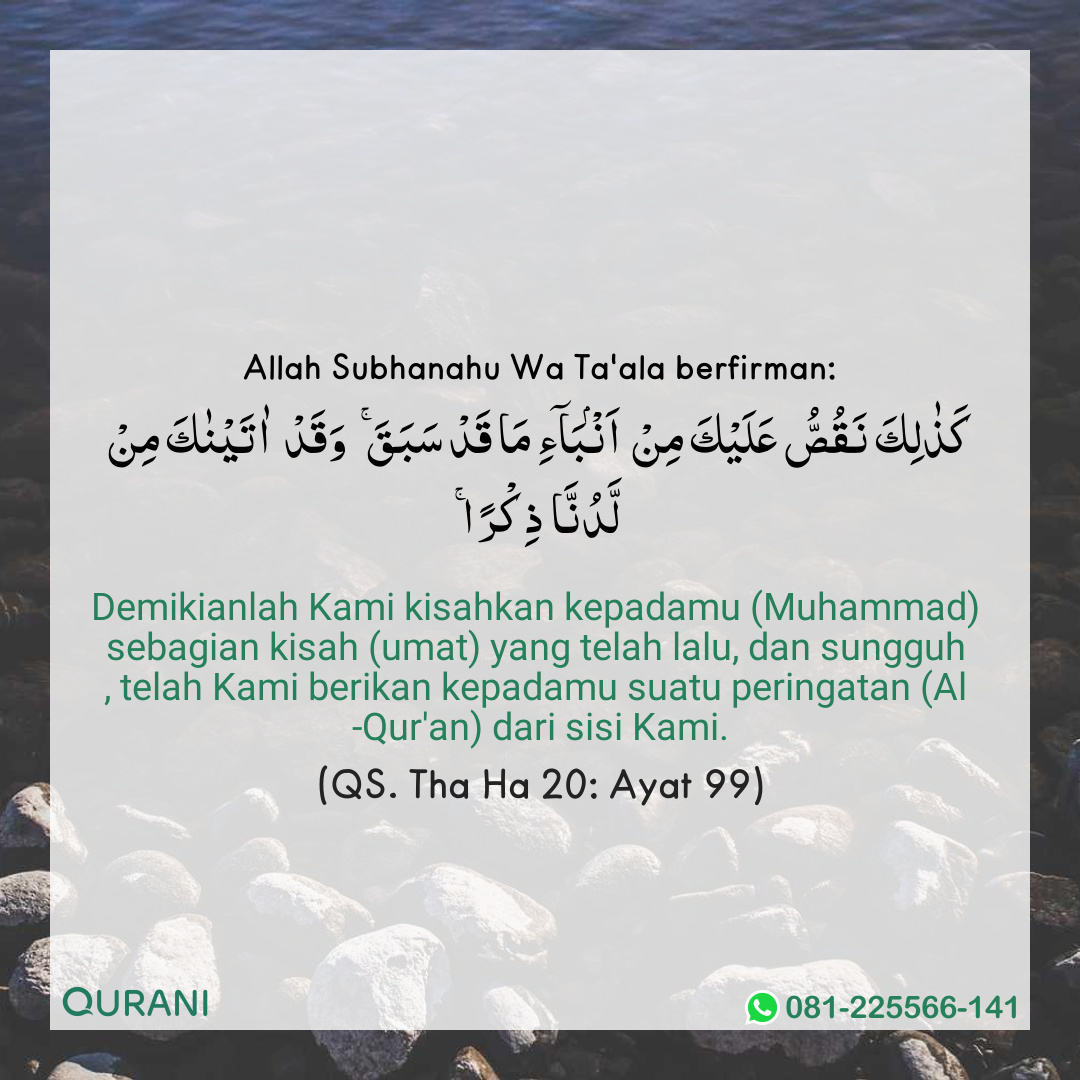 Allah Subhanahu Wa Ta'ala berfirman:
كَذٰلِكَ نَقُصُّ عَلَيْكَ مِنْ اَنْۢبَاۤءِ مَا قَدْ سَبَقَۚ وَقَدْ اٰتَيْنٰكَ مِنْ
لَّدُنَّا ذِكْرًاۚ
Demikianlah Kami kisahkan kepadamu (Muhammad)
sebagian kisah (umat) yang telah lalu, dan sungguh
, telah Kami berikan kepadamu suatu peringatan (Al
-Qur'an) dari sisi Kami.
(QS. Tha Ha 20: Ayat 99)
QURANI
081-225566-141